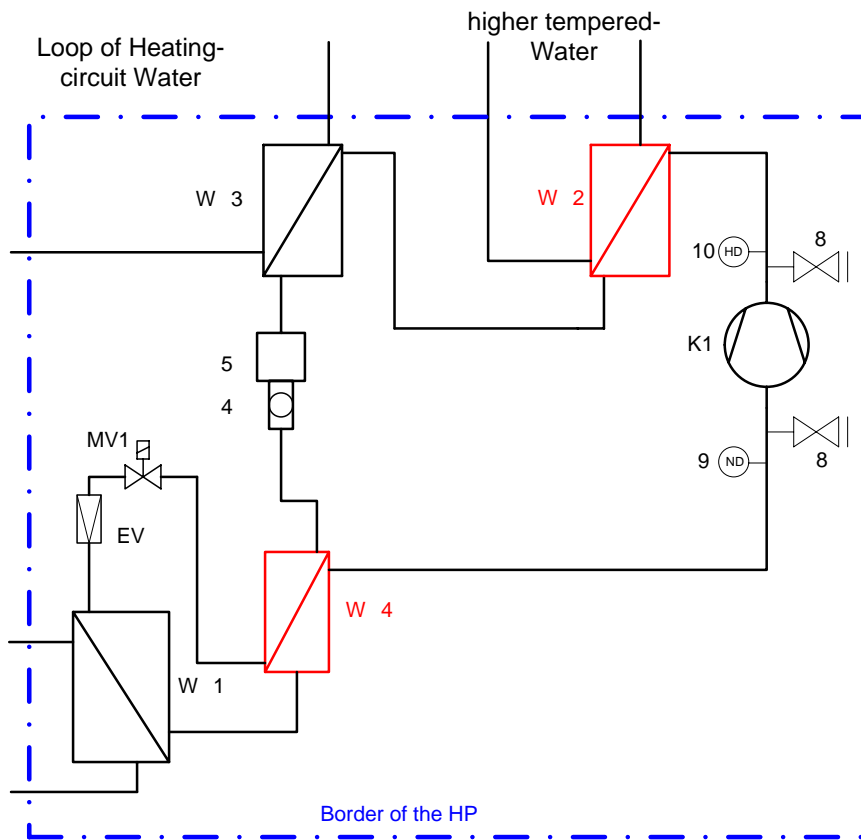 Loop of Heating-
circuit Water
higher tempered-
Water
W 3
W 2
10
HD
8
K1
5
4
MV1
9
ND
8
EV
W 4
W 1
Border of the HP